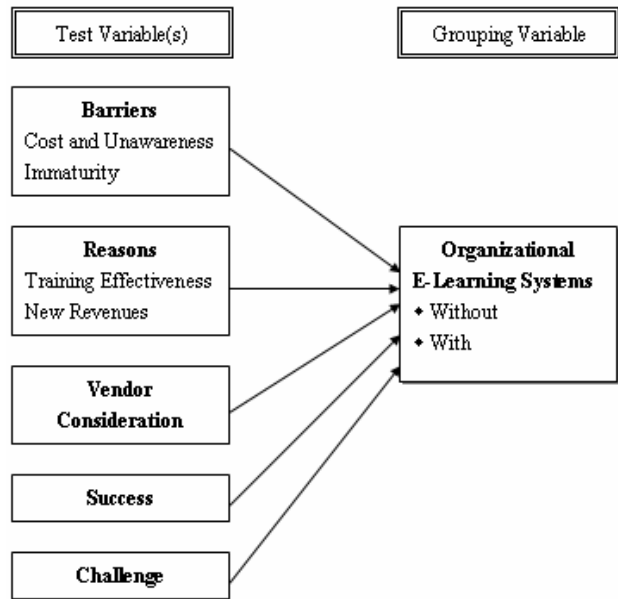 Test Variable(s)
Grouping Variable
Barriers
Cost and Unawareness
Immaturity
Reasons
Training Effectiveness
New Revenues
Vendor
Consideration
Success
Challenge
Organizational
E-Learning Systems
◆ Without
◆ With